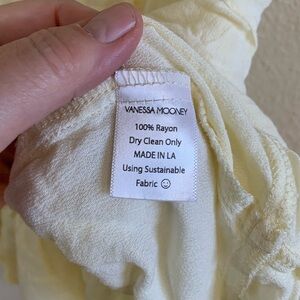 VANESSA MOONEY
100% Rayon
Dry Clean Only
MADE IN LA
Using Sustainable
Fabric ☺